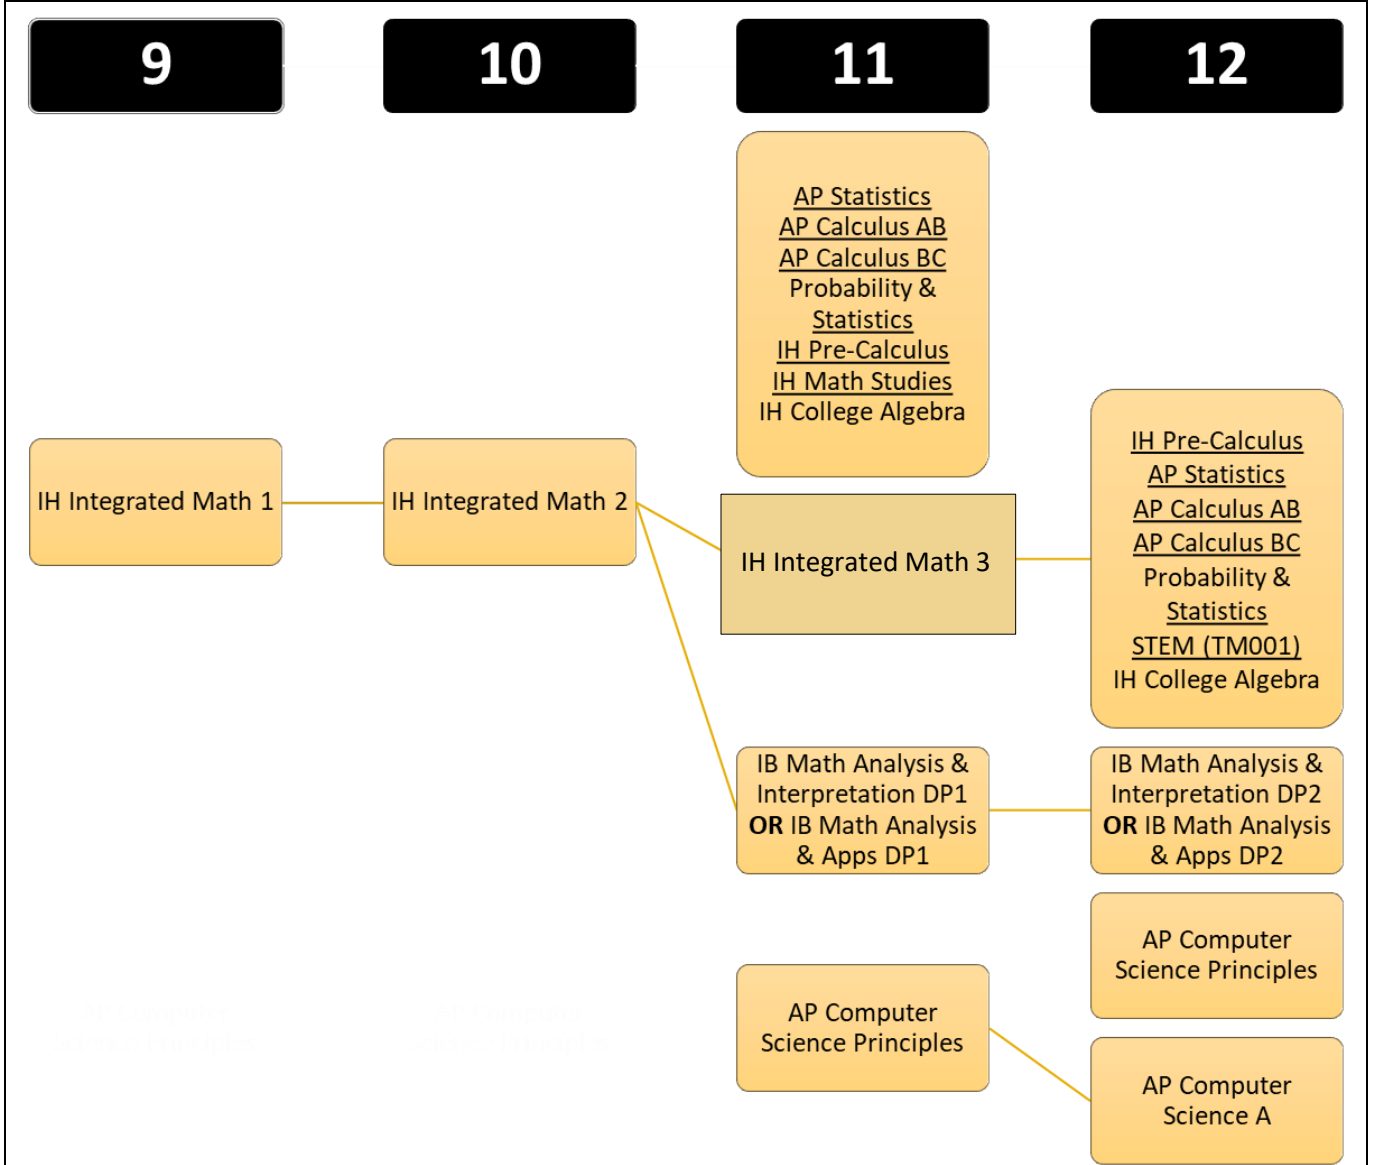 9
10
11
12
AP Statistics
AP Calculus AB
AP Calculus BC
Probability &
Statistics
IH Pre-Calculus
IH Math Studies
IH College Algebra
IH Integrated Math 1
IH Integrated Math 2
IH Integrated Math 3
IH Pre-Calculus
AP Statistics
AP Calculus AB
AP Calculus BC
Probability &
Statistics
STEM (TM001)
IH College Algebra
IB Math Analysis &
Interpretation DP1
OR IB Math Analysis
& Apps DP1
IB Math Analysis &
Interpretation DP2
OR IB Math Analysis
& Apps DP2
AP Computer
Science Principles
AP Computer
Science Principles
AP Computer
Science A